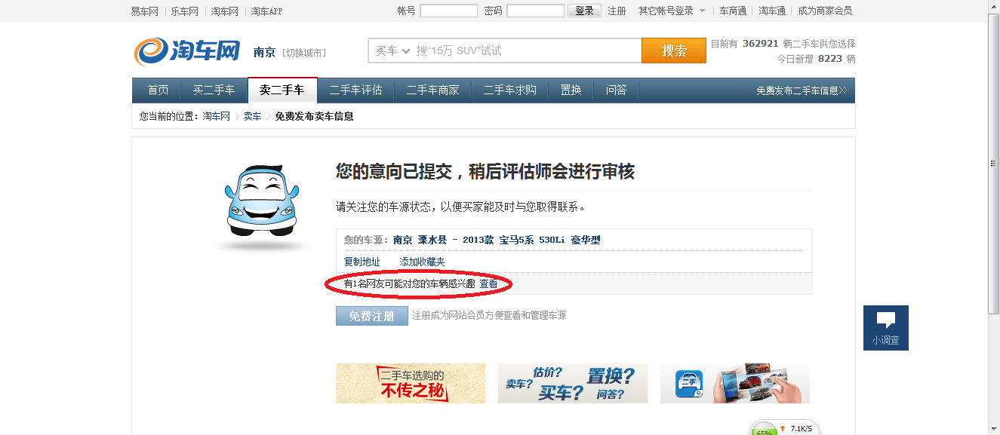 易车网 乐车网 淘车网 淘车APP 帐号 密码 登录 注册 其它帐号登录 车商通 淘车通 成为商家会员
淘车网 南京 [切换城市] 买车 搜“15万 SUV”试试 搜索 目前有 362921 辆二手车供您选择
今日新增 8223 辆
首页 买二手车 卖二手车 二手车评估 二手车商家 二手车求购 置换 问答 免费发布二手车信息>>
您当前的位置：淘车网 > 卖车 > 免费发布卖车信息
您的意向已提交，稍后评估师会进行审核
请关注您的车源状态，以便买家能及时与您取得联系。
您的车源：南京 溧水县 - 2013款 宝马5系 530Li 豪华型
复制地址 添加收藏夹
有1名网友可能对您的车辆感兴趣 查看
免费注册 注册成为网站会员方便查看和管理车源
小调查
二手车选购的
不传之秘
估价? 置换?
卖车? 买车? 问答?
二手
65% 7.1K/S